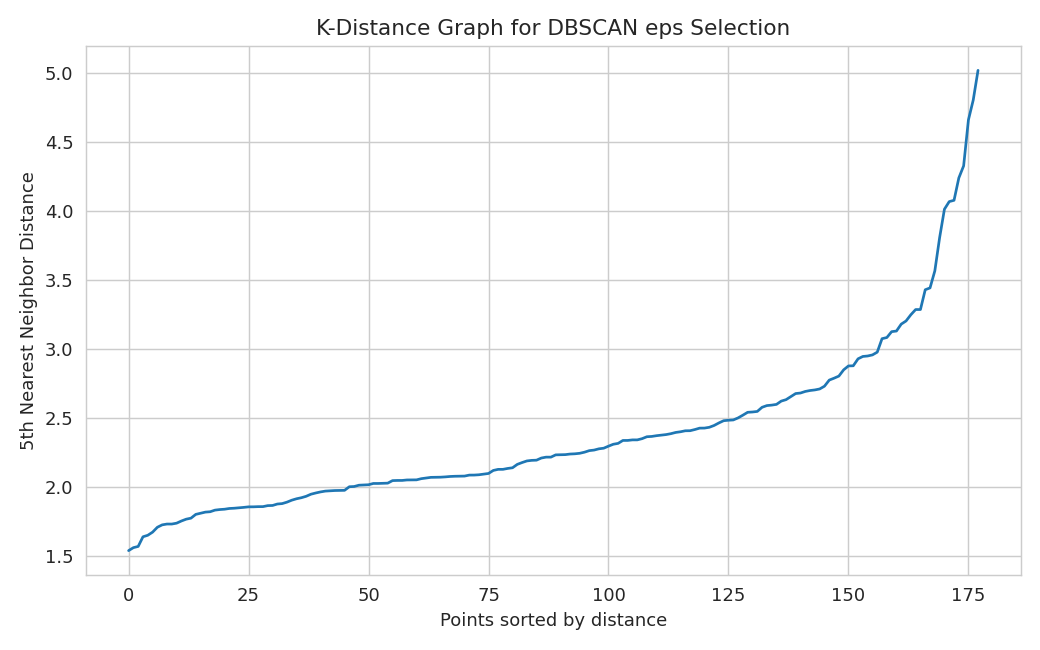 K-Distance Graph for DBSCAN eps Selection
5th Nearest Neighbor Distance
5.0
4.5
4.0
3.5
3.0
2.5
2.0
1.5
0 25 50 75 100 125 150 175
Points sorted by distance